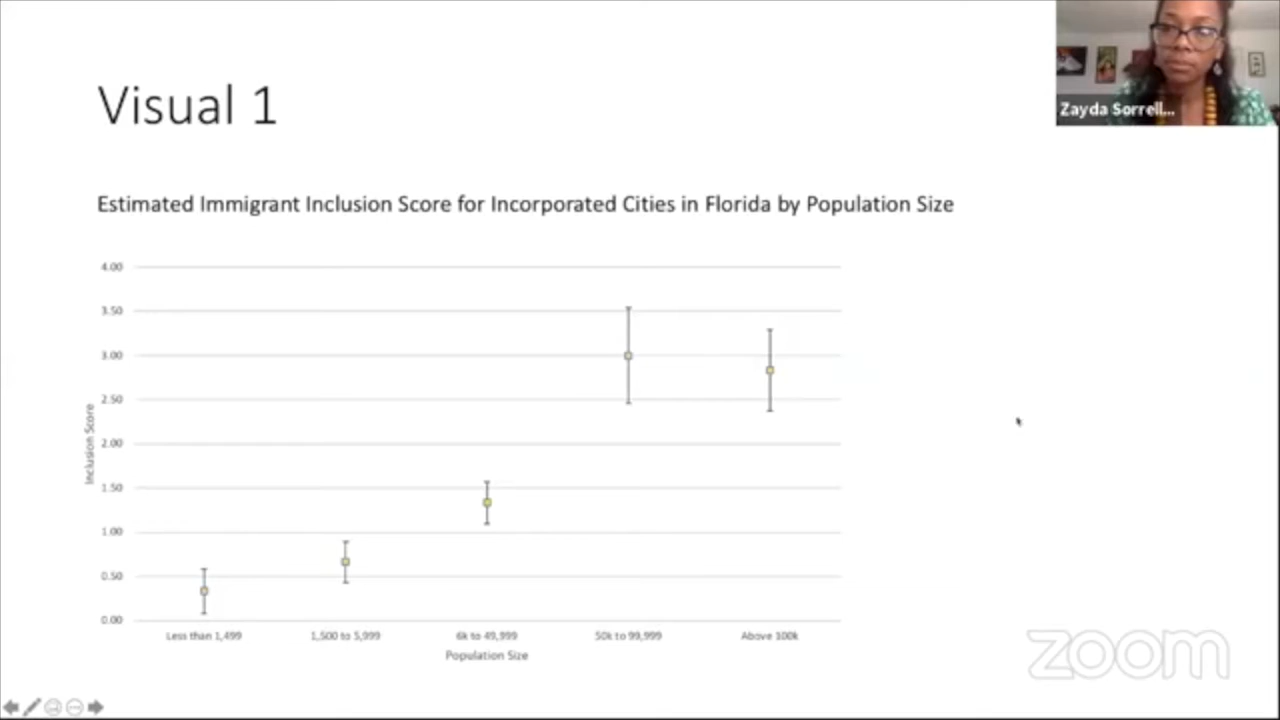 Visual 1
Zayda Sorrell...
Estimated Immigrant Inclusion Score for Incorporated Cities in Florida by Population Size
4.00
3.50
3.00
2.50
2.00
1.50
1.00
0.50
0.00
Inclusion Score
Less than 1,499 1,500 to 5,999 6k to 49,999 50k to 99,999 Above 100k
Population Size
zoom